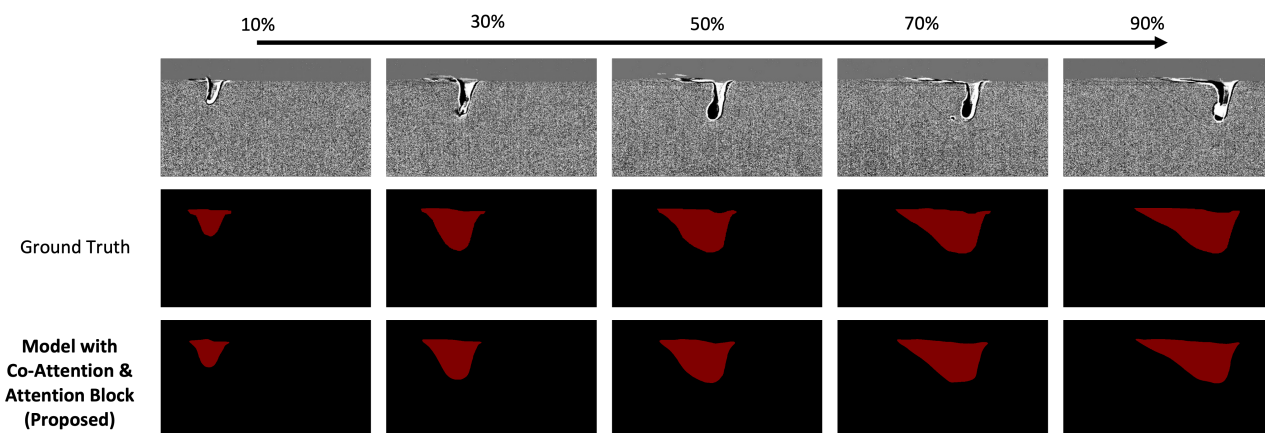 10%
30%
50%
70%
90%
Ground Truth
Model with
Co-Attention &
Attention Block
(Proposed)